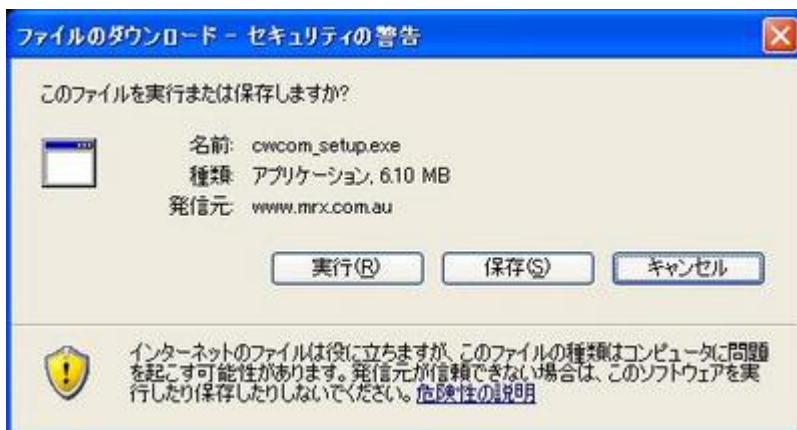 ファイルのダウンロード - セキュリティの警告
このファイルを実行または保存しますか?
名前: cwcom_setup.exe
種類: アプリケーション, 6.10 MB
発信元: www.mrx.com.au
実行(R) 保存(S) キャンセル
インターネットのファイルは役に立ちますが、このファイルの種類はコンピュータに問題
を起こす可能性があります。発信元が信頼できない場合は、このソフトウェアを実
行したり保存したりしないでください。危険性の説明